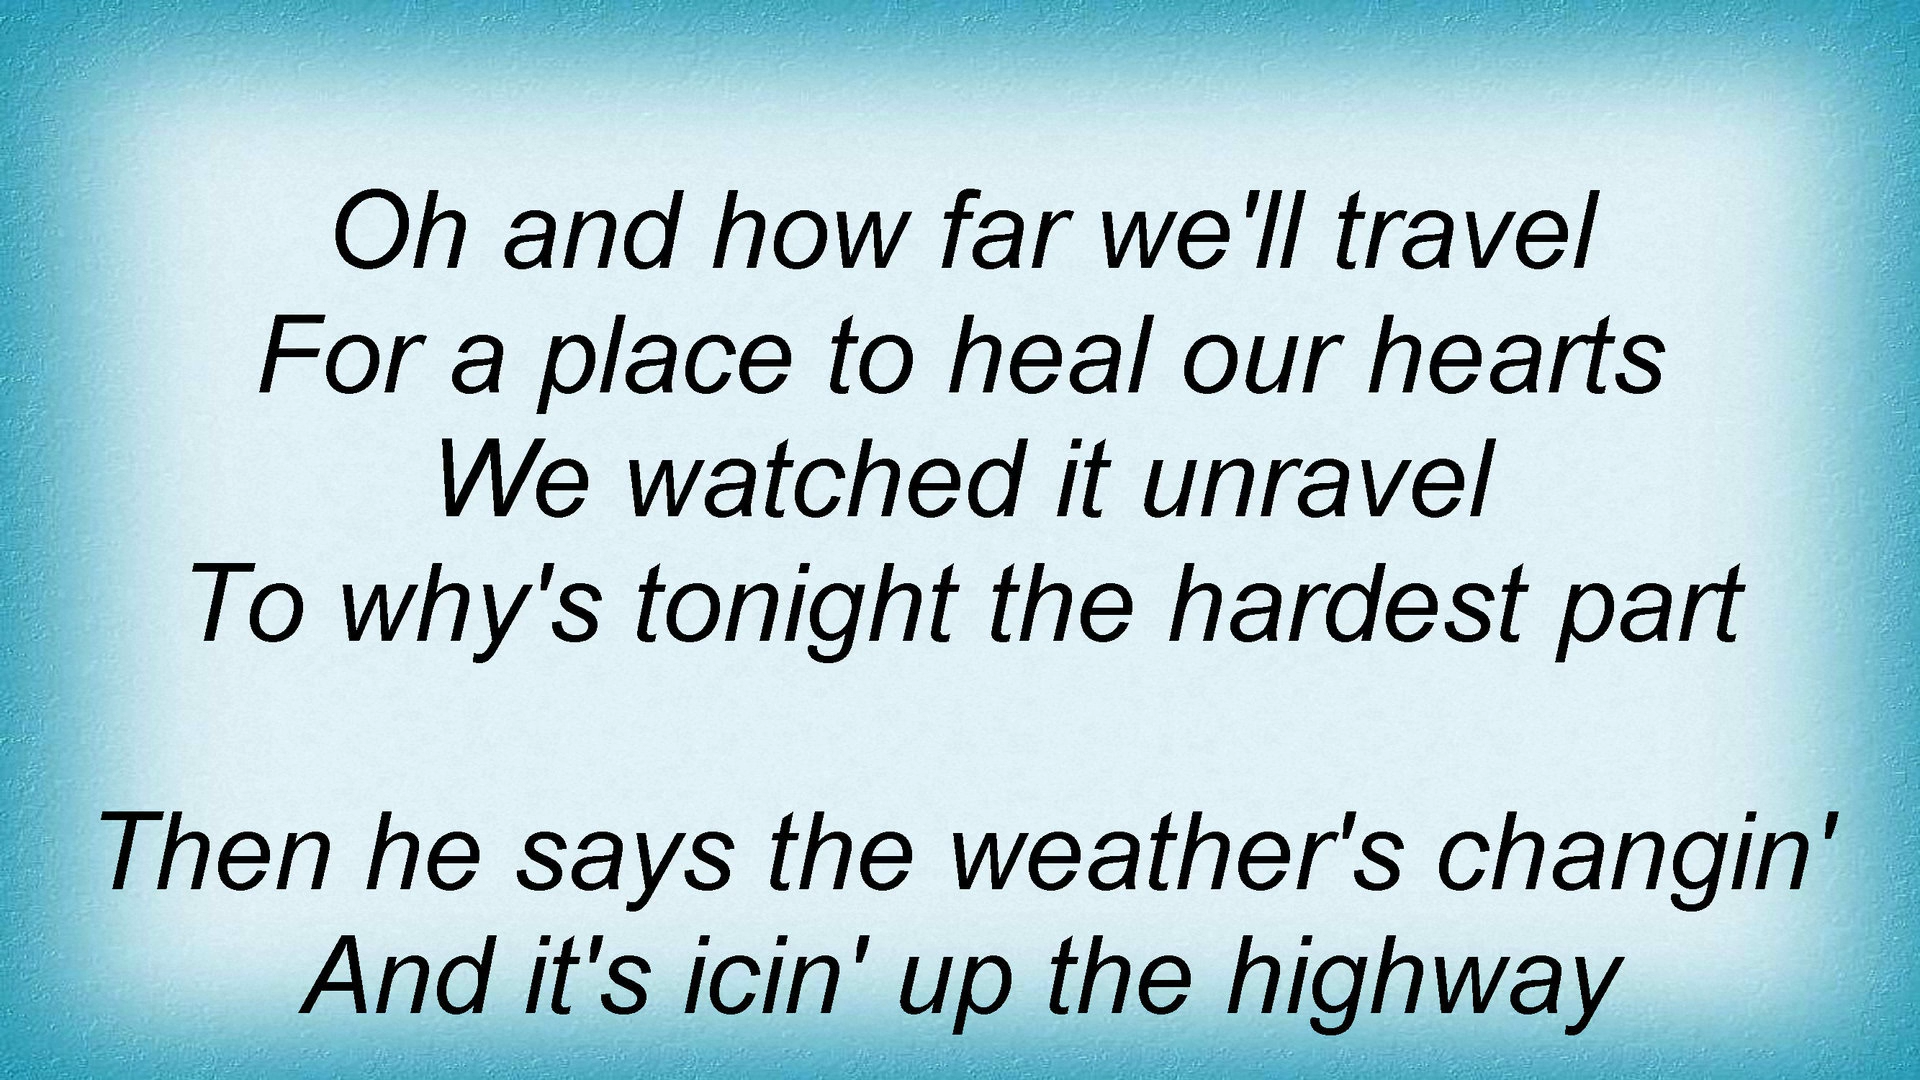 Oh and how far we'll travel
For a place to heal our hearts
We watched it unravel
To why's tonight the hardest part
Then he says the weather's changin'
And it's icin' up the highway